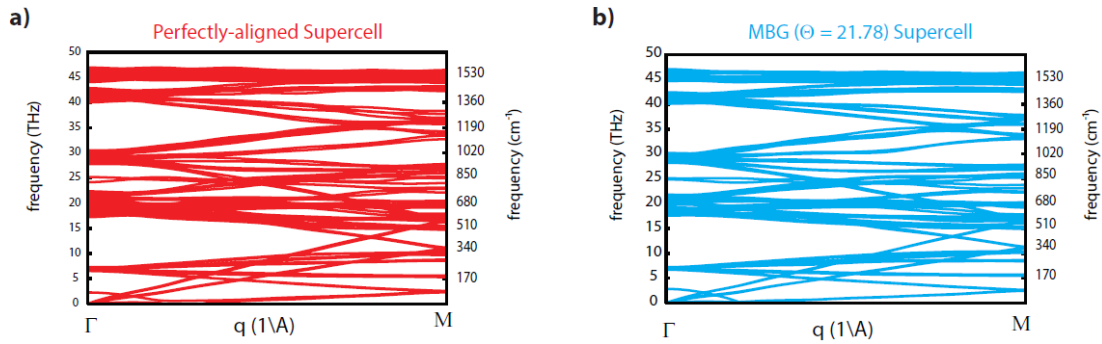 a)
Perfectly-aligned Supercell
frequency (THz)
50
45
40
35
30
25
20
15
10
5
0
1530
1360
1190
1020
850
680
510
340
170
frequency (cm⁻¹)
Γ
q (1\A)
M
b)
MBG (Θ = 21.78) Supercell
frequency (THz)
50
45
40
35
30
25
20
15
10
5
0
1530
1360
1190
1020
850
680
510
340
170
frequency (cm⁻¹)
Γ
q (1\A)
M